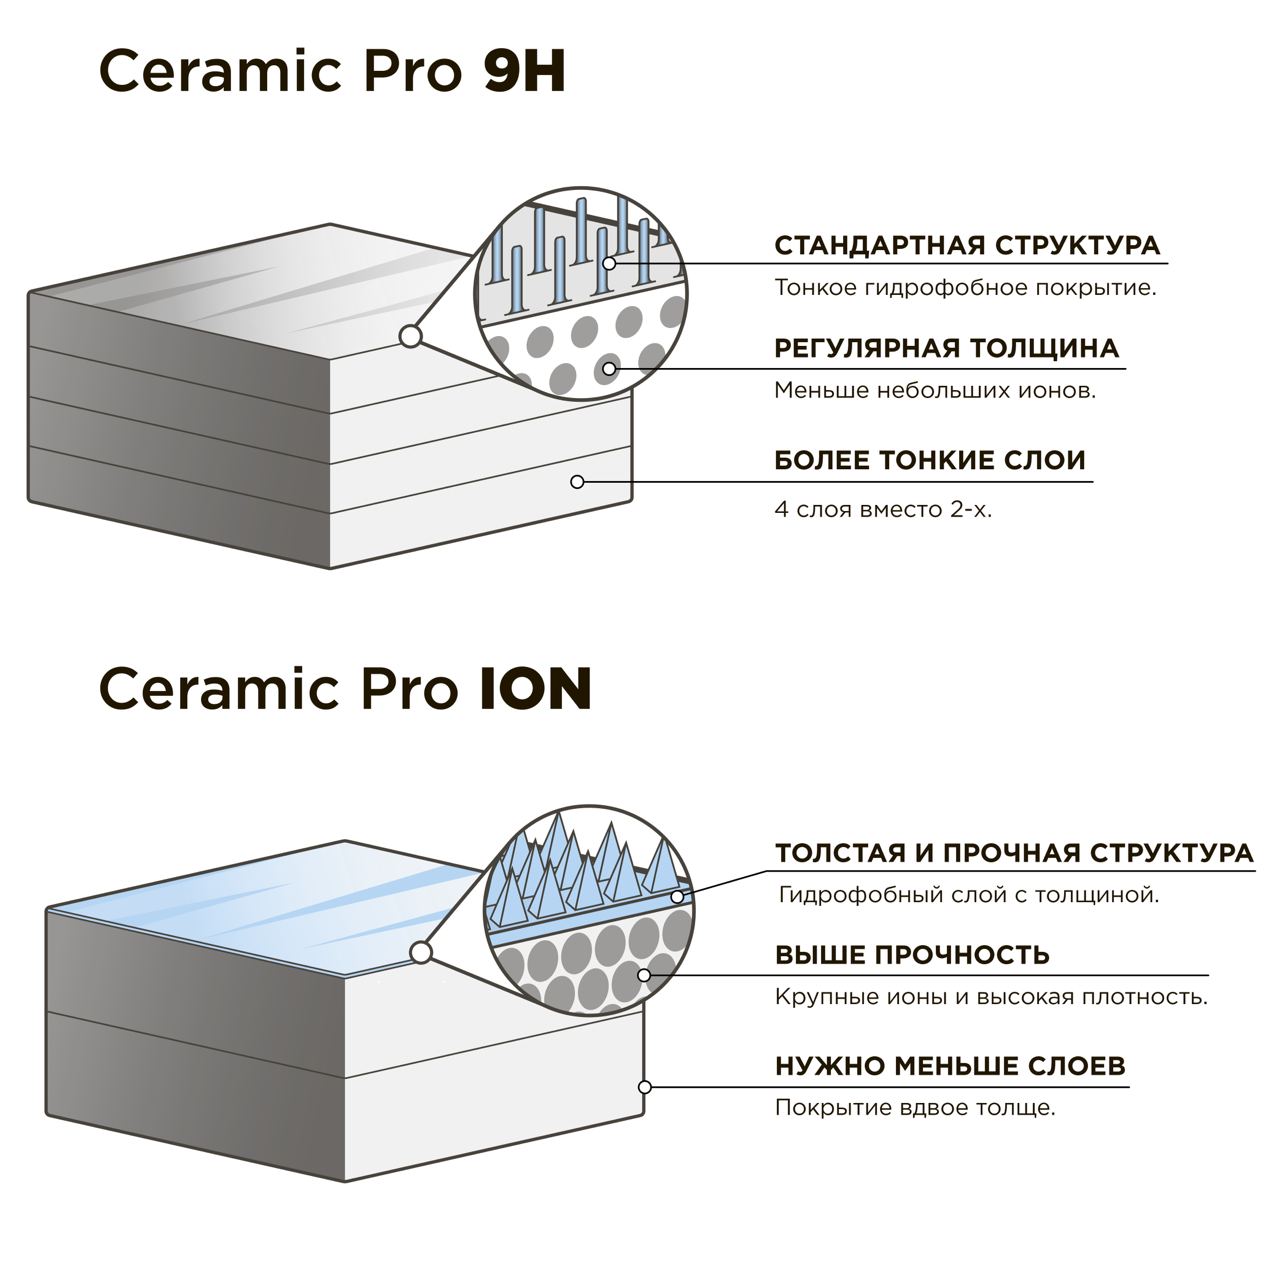 Ceramic Pro 9H
СТАНДАРТНАЯ СТРУКТУРА
Тонкое гидрофобное покрытие.
РЕГУЛЯРНАЯ ТОЛЩИНА
Меньше небольших ионов.
БОЛЕЕ ТОНКИЕ СЛОИ
4 слоя вместо 2-х.
Ceramic Pro ION
ТОЛСТАЯ И ПРОЧНАЯ СТРУКТУРА
Гидрофобный слой с толщиной.
ВЫШЕ ПРОЧНОСТЬ
Крупные ионы и высокая плотность.
НУЖНО МЕНЬШЕ СЛОЕВ
Покрытие вдвое толще.